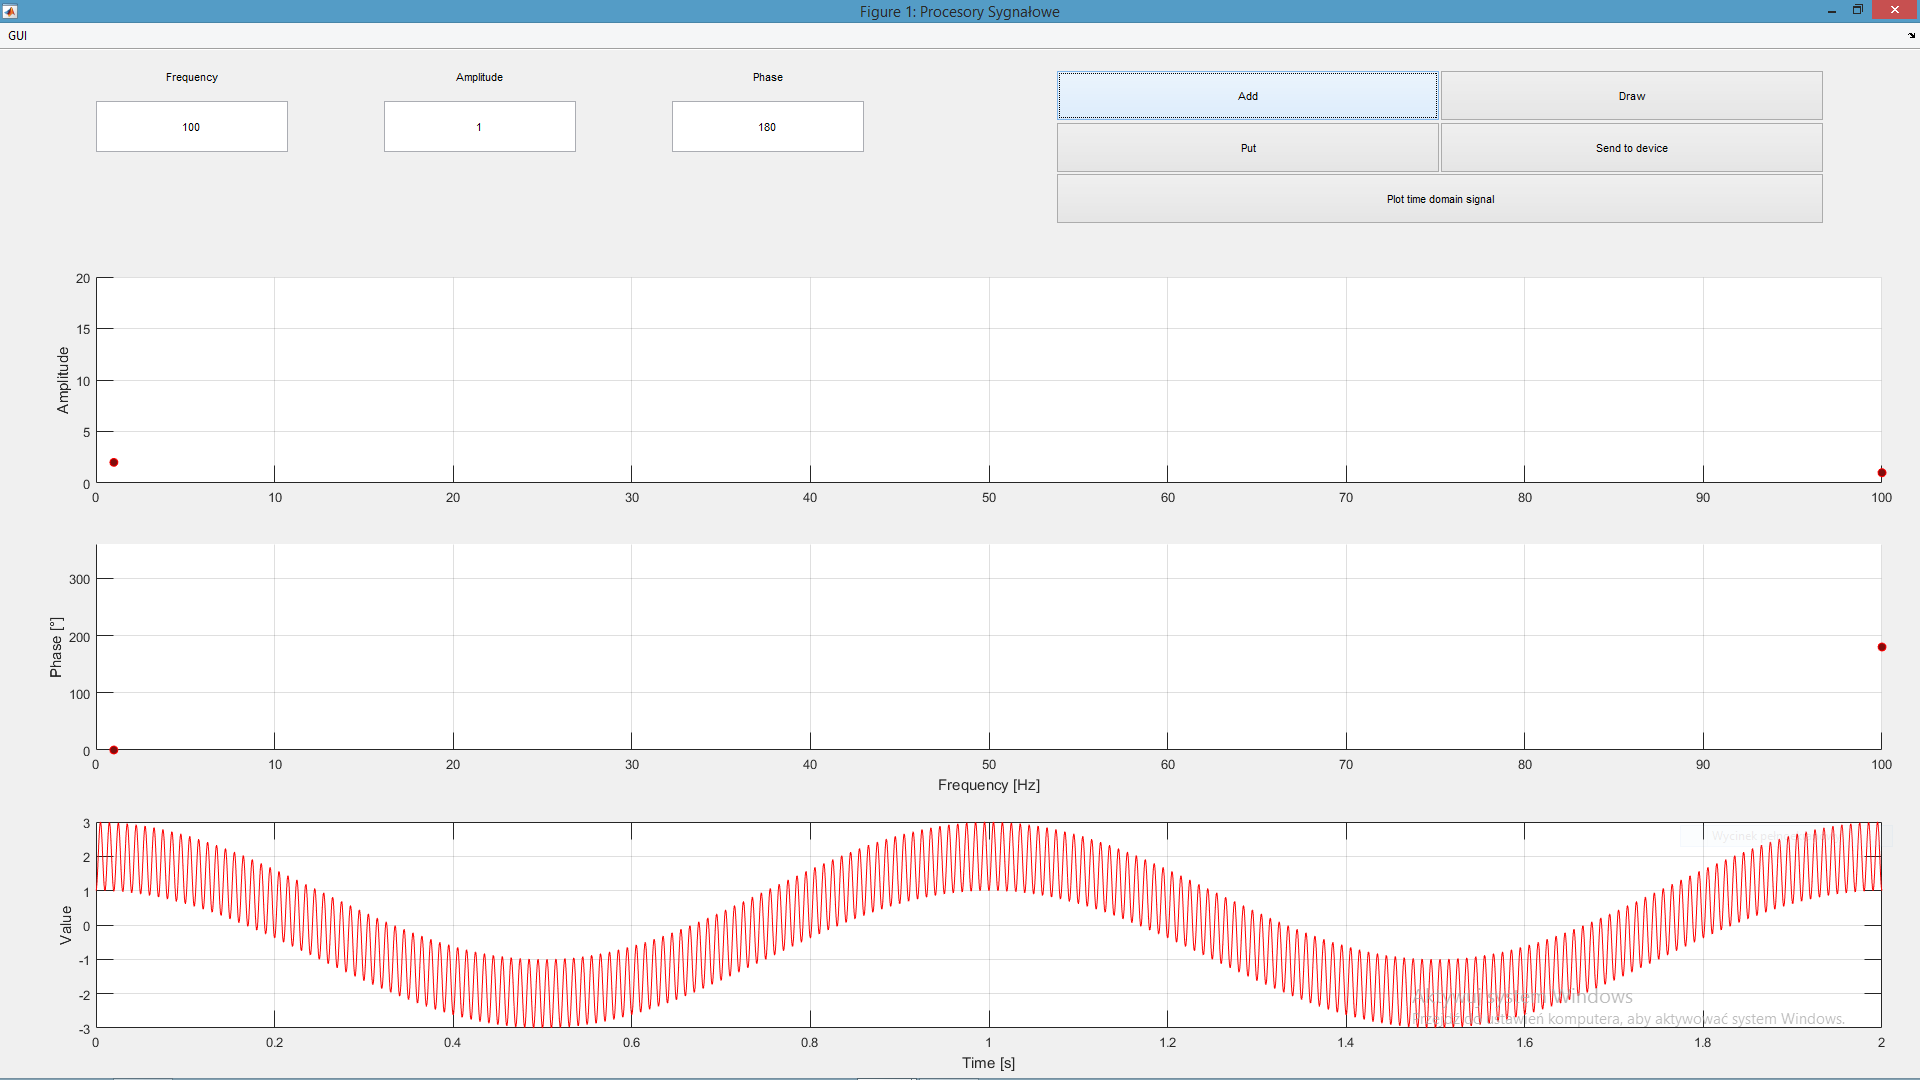 Figure 1: Procesory Sygnałowe
GUI
Frequency
Amplitude
Phase
100
1
180
Add
Draw
Put
Send to device
Plot time domain signal
20
15
10
5
0
Amplitude
0 10 20 30 40 50 60 70 80 90 100
300
200
100
0
Phase [°]
0 10 20 30 40 50 60 70 80 90 100
Frequency [Hz]
3
2
1
0
-1
-2
-3
Value
Wycinek
Aktywuj system Windows
Przejdź do ustawień komputera, aby aktywować system Windows.
0 0.2 0.4 0.6 0.8 1 1.2 1.4 1.6 1.8 2
Time [s]